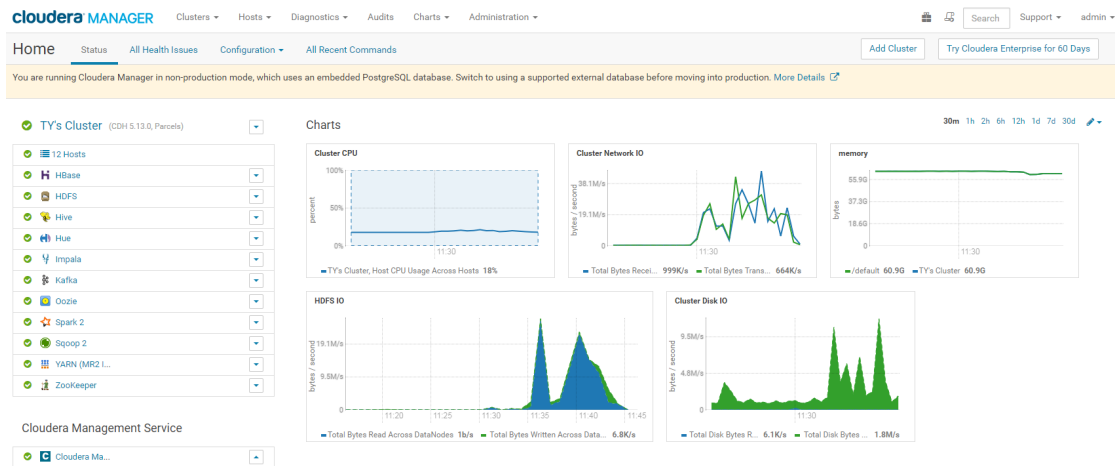 cloudera MANAGER Clusters Hosts Diagnostics Audits Charts Administration Search Support admin
Home Status All Health Issues Configuration All Recent Commands Add Cluster Try Cloudera Enterprise for 60 Days
You are running Cloudera Manager in non-production mode, which uses an embedded PostgreSQL database. Switch to using a supported external database before moving into production. More Details
TY's Cluster (CDH 5.13.0, Parcels)
12 Hosts
HBase
HDFS
Hive
Hue
Impala
Kafka
Oozie
Spark 2
Sqoop 2
YARN (MR2 I...
ZooKeeper
Cloudera Management Service
Cloudera Ma...
Charts
30m 1h 2h 6h 12h 1d 7d 30d
Cluster CPU
percent
100%
50%
0%
11:30
TY's Cluster, Host CPU Usage Across Hosts 18%
Cluster Network IO
bytes / second
38.1M/s
19.1M/s
0
11:30
Total Bytes Recei... 999K/s Total Bytes Trans... 664K/s
memory
bytes
55.9G
37.3G
18.6G
0
11:30
/default 60.9G TY's Cluster 60.9G
HDFS IO
bytes / second
19.1M/s
9.5M/s
0
11:20 11:25 11:30 11:35 11:40 11:45
Total Bytes Read Across DataNodes 1b/s Total Bytes Written Across Data... 6.8K/s
Cluster Disk IO
bytes / second
9.5M/s
4.8M/s
0
11:30
Total Disk Bytes R... 6.1K/s Total Disk Bytes ... 1.8M/s